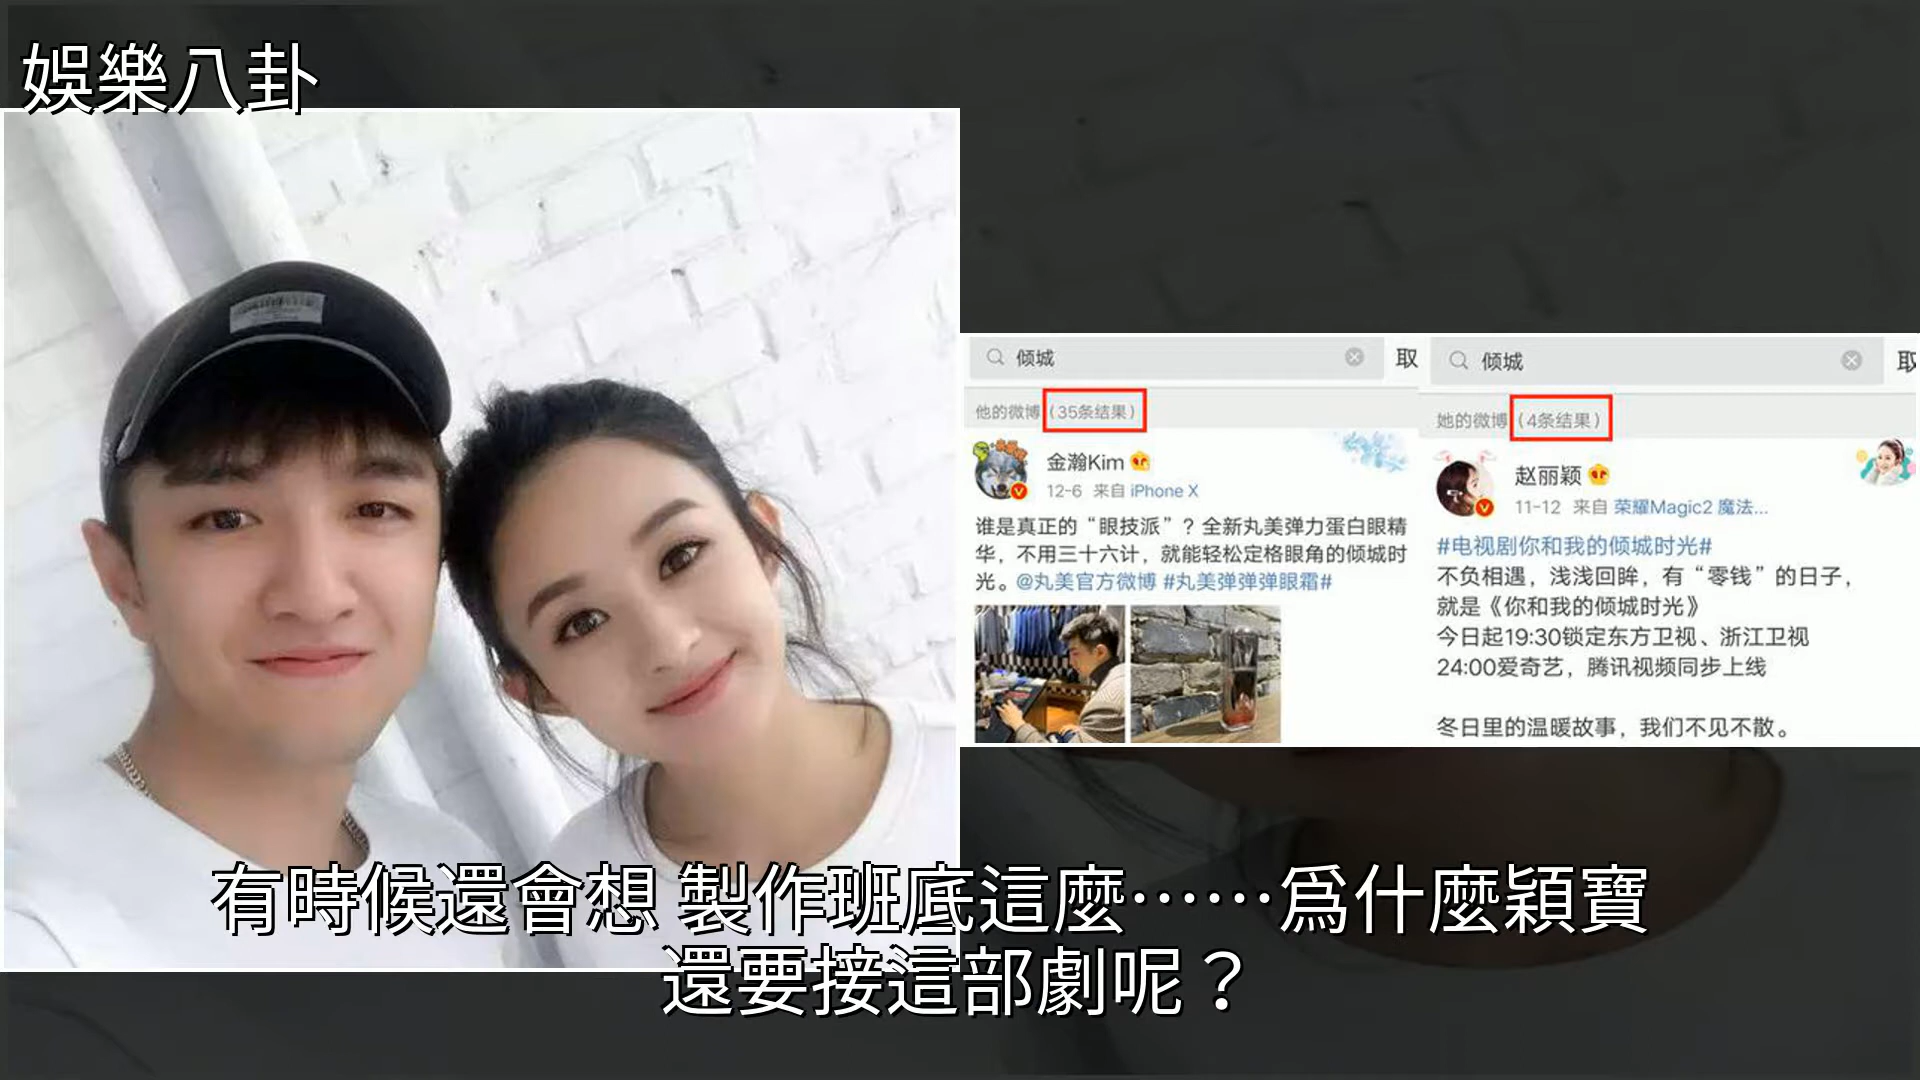 娛樂八卦
倾城
取
他的微博（35条结果）
金瀚Kim
12-6 来自 iPhone X
谁是真正的“眼技派”？全新丸美弹力蛋白眼精
华，不用三十六计，就能轻松定格眼角的倾城时
光。@丸美官方微博 #丸美弹弹弹眼霜#
倾城
取
她的微博（4条结果）
赵丽颖
11-12 来自 荣耀Magic2 魔法...
#电视剧你和我的倾城时光#
不负相遇，浅浅回眸，有“零钱”的日子，
就是《你和我的倾城时光》
今日起19:30锁定东方卫视、浙江卫视
24:00爱奇艺，腾讯视频同步上线
冬日里的温暖故事，我们不见不散。
有時候還會想 製作班底這麼……爲什麼穎寶
還要接這部劇呢？